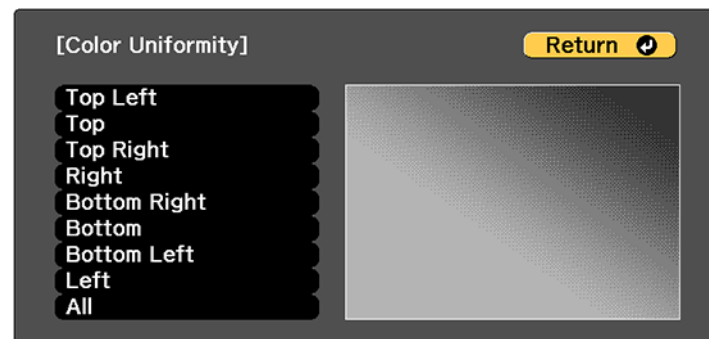 [Color Uniformity]
Return
Top Left
Top
Top Right
Right
Bottom Right
Bottom
Bottom Left
Left
All